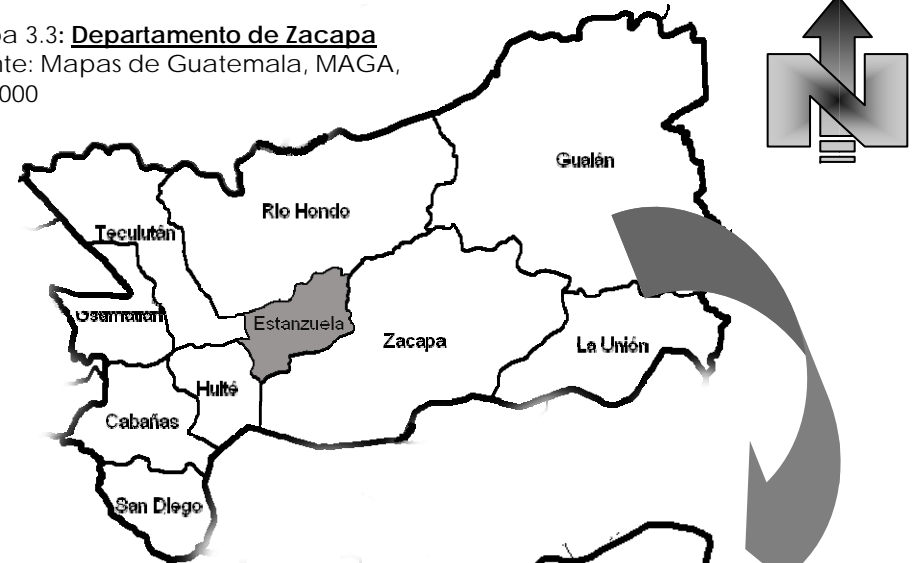 pa 3.3: Departamento de Zacapa
nte: Mapas de Guatemala, MAGA,
000
N
Gualán
Río Hondo
Teculután
Usumatlán
Estanzuela
Zacapa
La Unión
Huité
Cabañas
San Diego